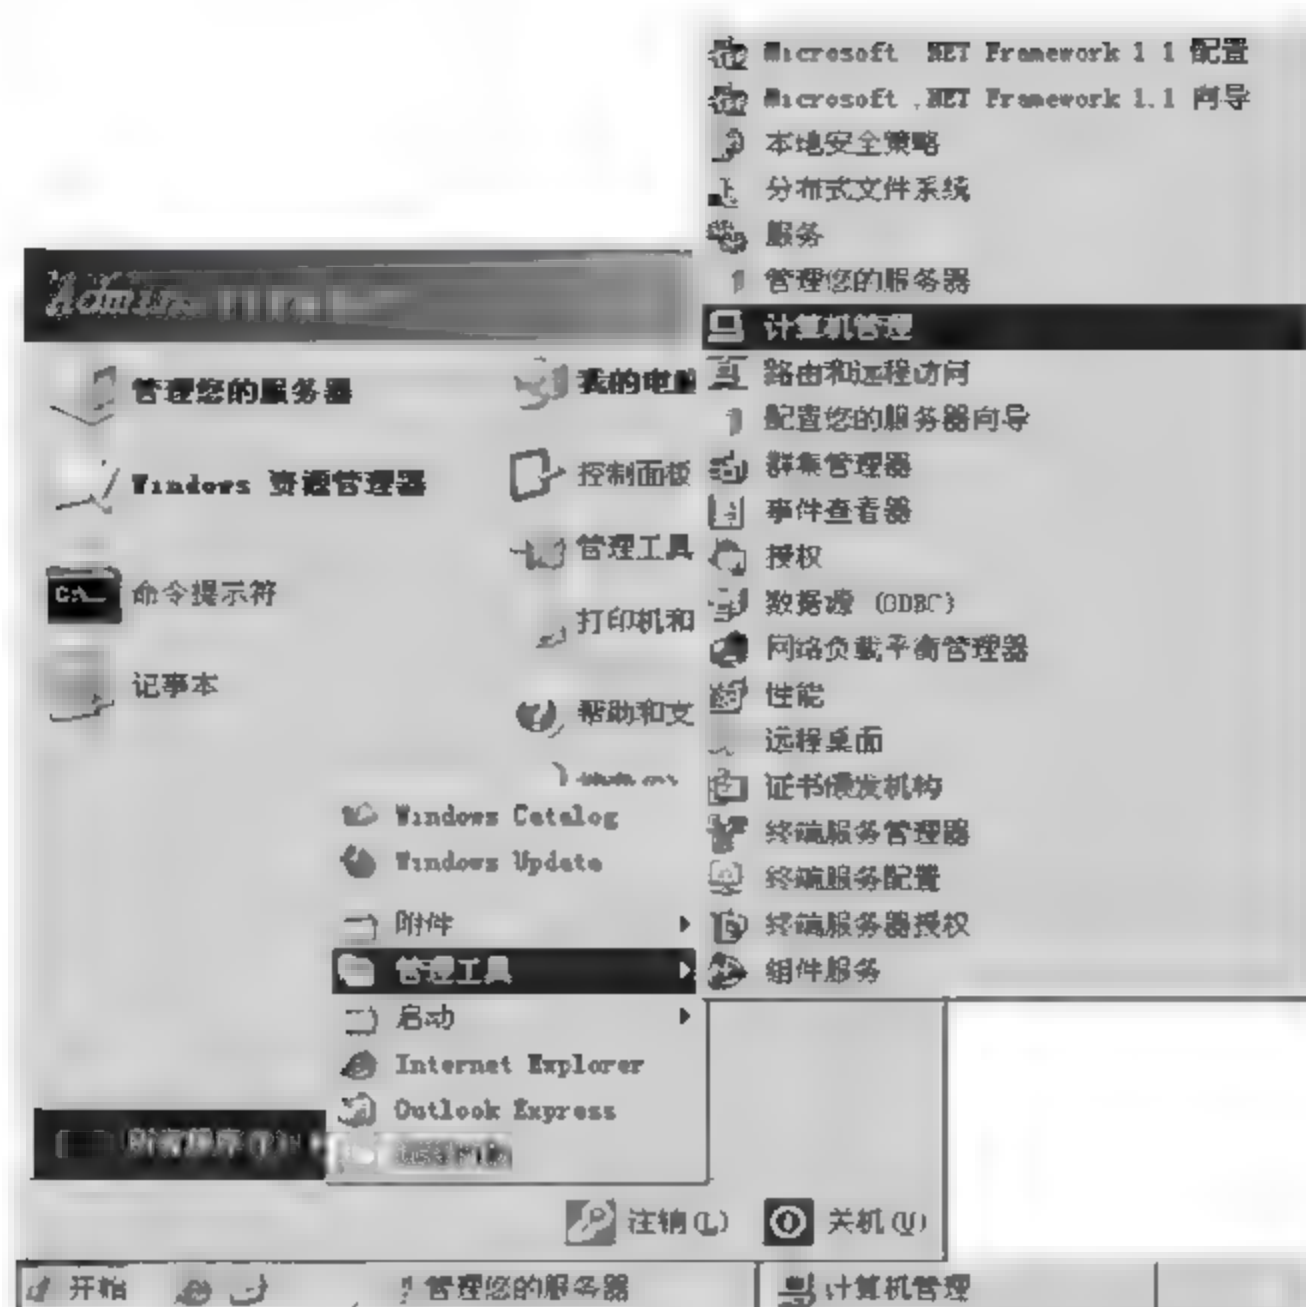 Microsoft .NET Framework 1.1 配置
Microsoft .NET Framework 1.1 向导
本地安全策略
分布式文件系统
服务
管理您的服务器
计算机管理
路由和远程访问
配置您的服务器向导
群集管理器
事件查看器
授权
数据源 (ODBC)
网络负载平衡管理器
性能
远程桌面
证书颁发机构
终端服务管理器
终端服务配置
终端服务器授权
组件服务
管理您的服务器
Windows 资源管理器
命令提示符
记事本
我的电
控制面板
管理工具
打印机和
帮助和支
Windows Catalog
Windows Update
附件
管理工具
启动
Internet Explorer
Outlook Express
所有程序(P)
注销(L)
关机(U)
开始
管理您的服务器
计算机管理